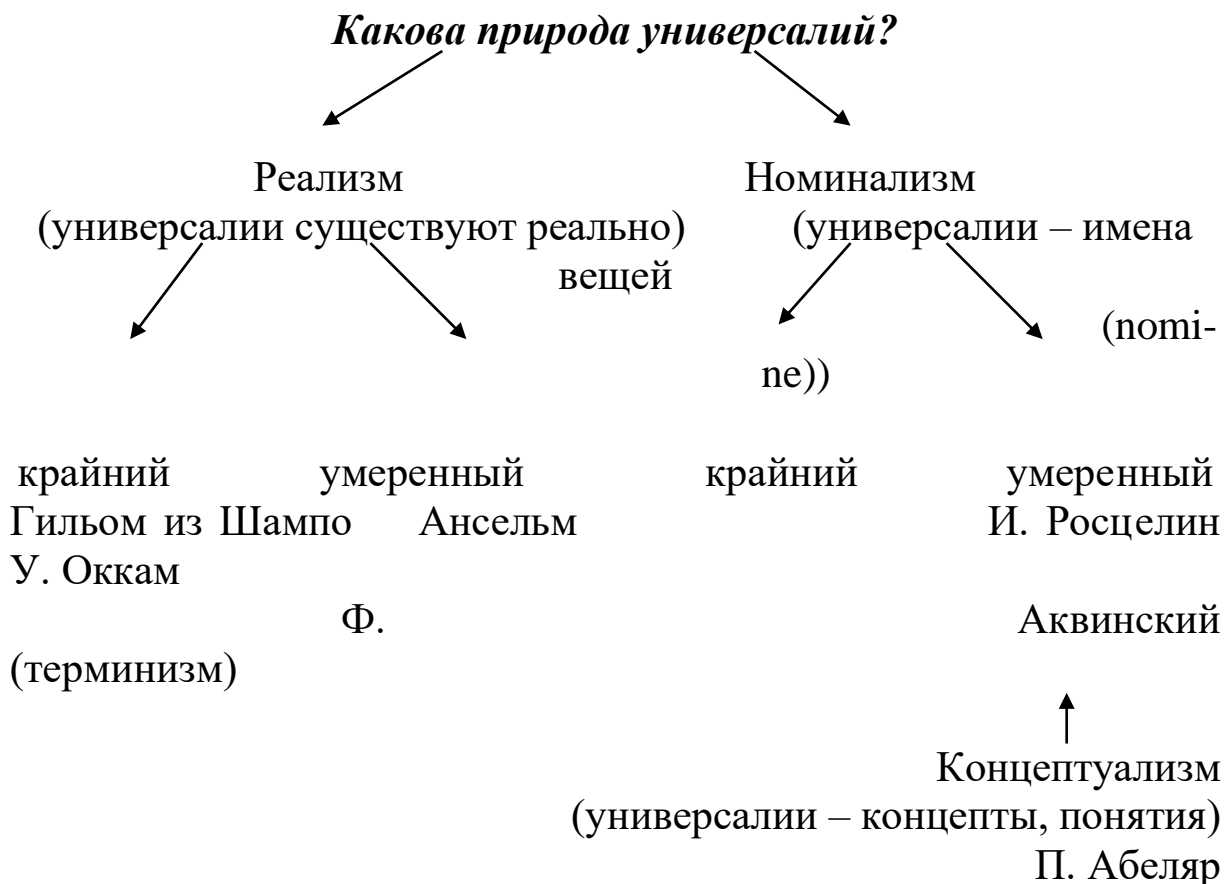 Какова природа универсалий?
Реализм Номинализм
(универсалии существуют реально) (универсалии – имена
вещей
(nomi-
ne))
крайний умеренный крайний умеренный
Гильом из Шампо Ансельм И. Росцелин
У. Оккам
Ф. Аквинский
(терминизм)
Концептуализм
(универсалии – концепты, понятия)
П. Абеляр